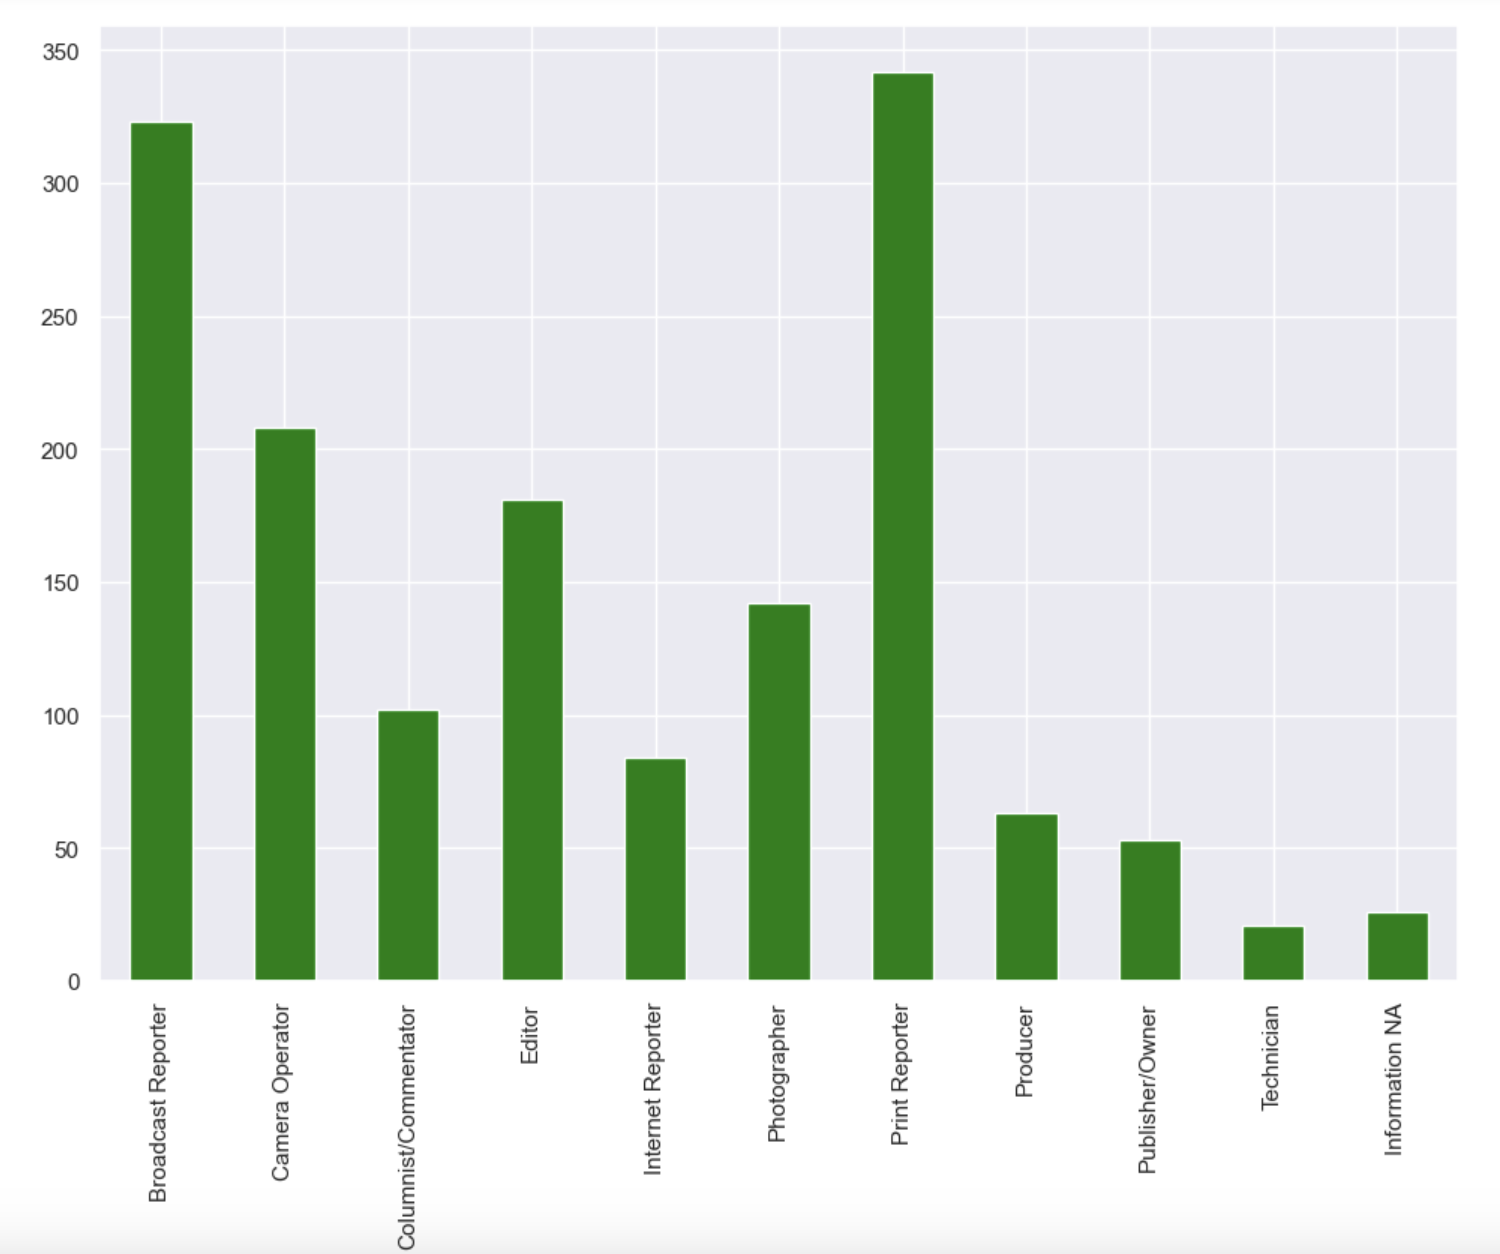 350
300
250
200
150
100
50
0
Broadcast Reporter
Camera Operator
Columnist/Commentator
Editor
Internet Reporter
Photographer
Print Reporter
Producer
Publisher/Owner
Technician
Information NA